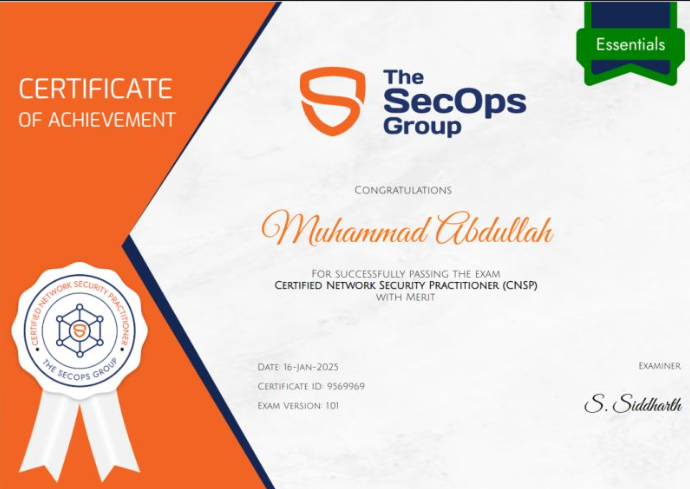 Essentials
CERTIFICATE
OF ACHIEVEMENT
The
SecOps
Group
CONGRATULATIONS
Muhammad Abdullah
FOR SUCCESSFULLY PASSING THE EXAM
CERTIFIED NETWORK SECURITY PRACTITIONER (CNSP)
WITH MERIT
CERTIFIED NETWORK SECURITY PRACTITIONER
• THE SECOPS GROUP •
DATE: 16-JAN-2025
EXAMINER
CERTIFICATE ID: 9569969
EXAM VERSION: 1.01
S. Siddharth